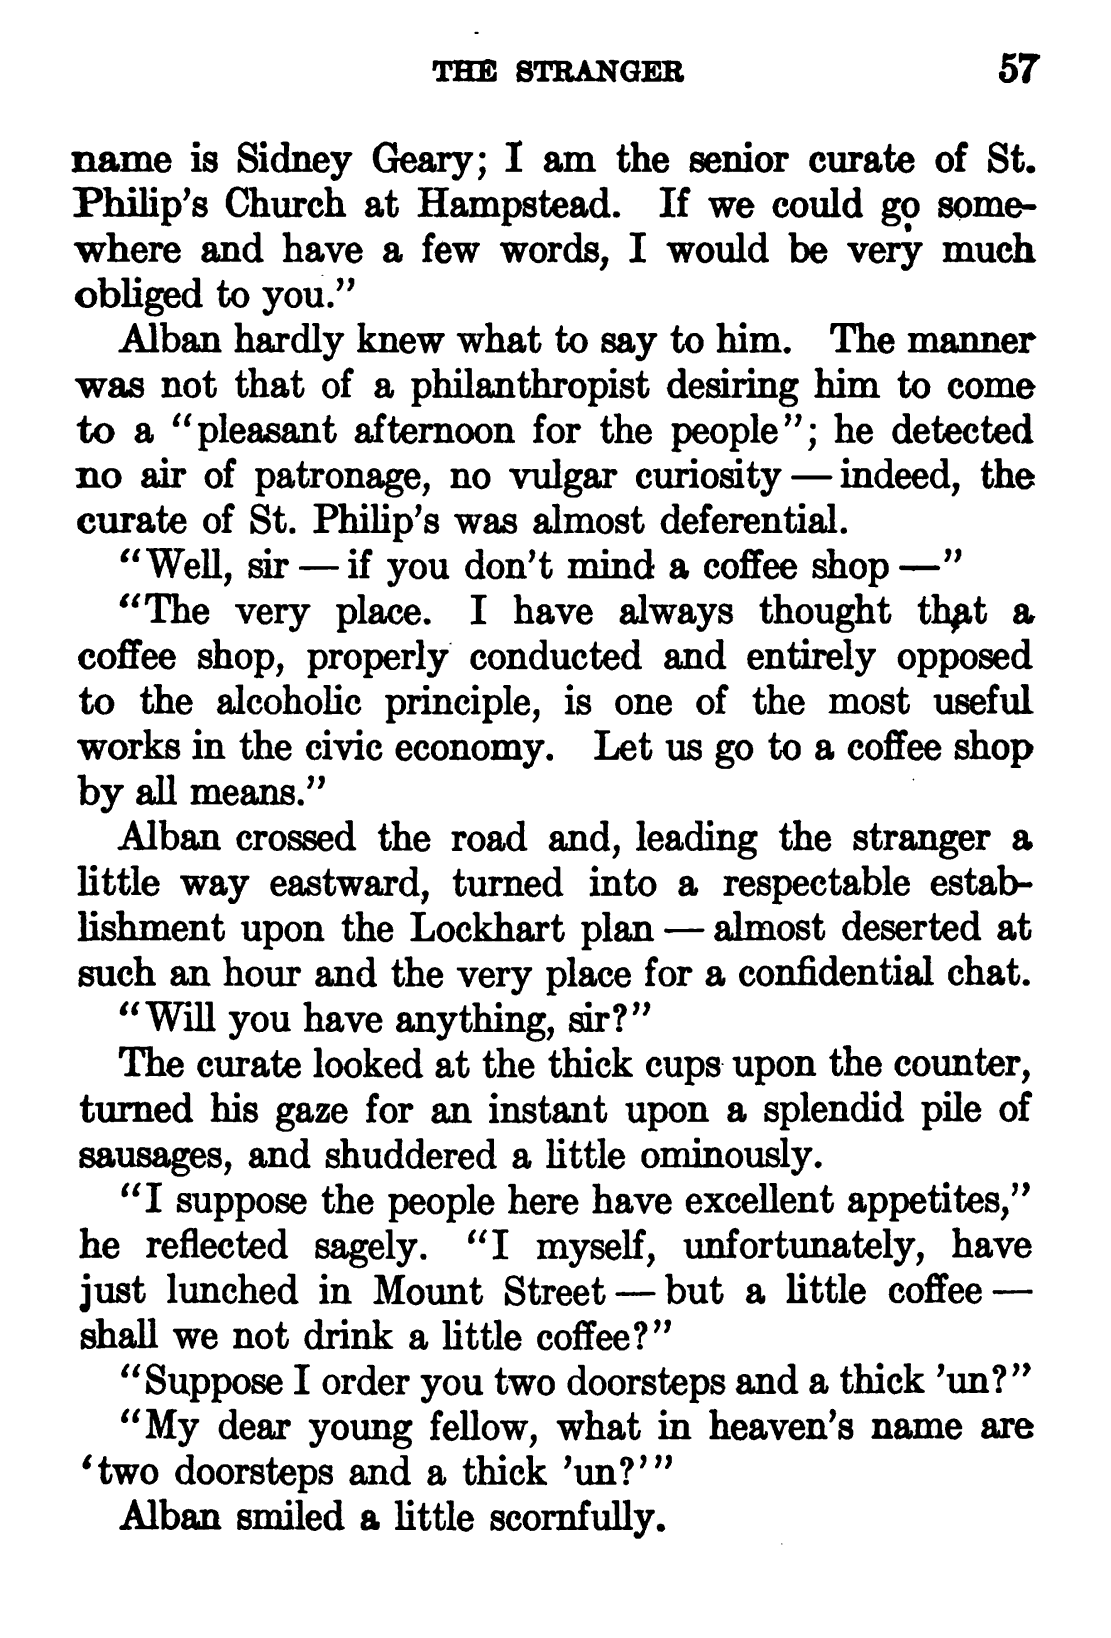 THE STRANGER 57
name is Sidney Geary; I am the senior curate of St.
Philip's Church at Hampstead. If we could go some-
where and have a few words, I would be very much
obliged to you."
Alban hardly knew what to say to him. The manner
was not that of a philanthropist desiring him to come
to a "pleasant afternoon for the people"; he detected
no air of patronage, no vulgar curiosity — indeed, the
curate of St. Philip's was almost deferential.
"Well, sir — if you don't mind a coffee shop —"
"The very place. I have always thought that a
coffee shop, properly conducted and entirely opposed
to the alcoholic principle, is one of the most useful
works in the civic economy. Let us go to a coffee shop
by all means."
Alban crossed the road and, leading the stranger a
little way eastward, turned into a respectable estab-
lishment upon the Lockhart plan — almost deserted at
such an hour and the very place for a confidential chat.
"Will you have anything, sir?"
The curate looked at the thick cups upon the counter,
turned his gaze for an instant upon a splendid pile of
sausages, and shuddered a little ominously.
"I suppose the people here have excellent appetites,"
he reflected sagely. "I myself, unfortunately, have
just lunched in Mount Street — but a little coffee —
shall we not drink a little coffee?"
"Suppose I order you two doorsteps and a thick 'un?"
"My dear young fellow, what in heaven's name are
'two doorsteps and a thick 'un?'"
Alban smiled a little scornfully.